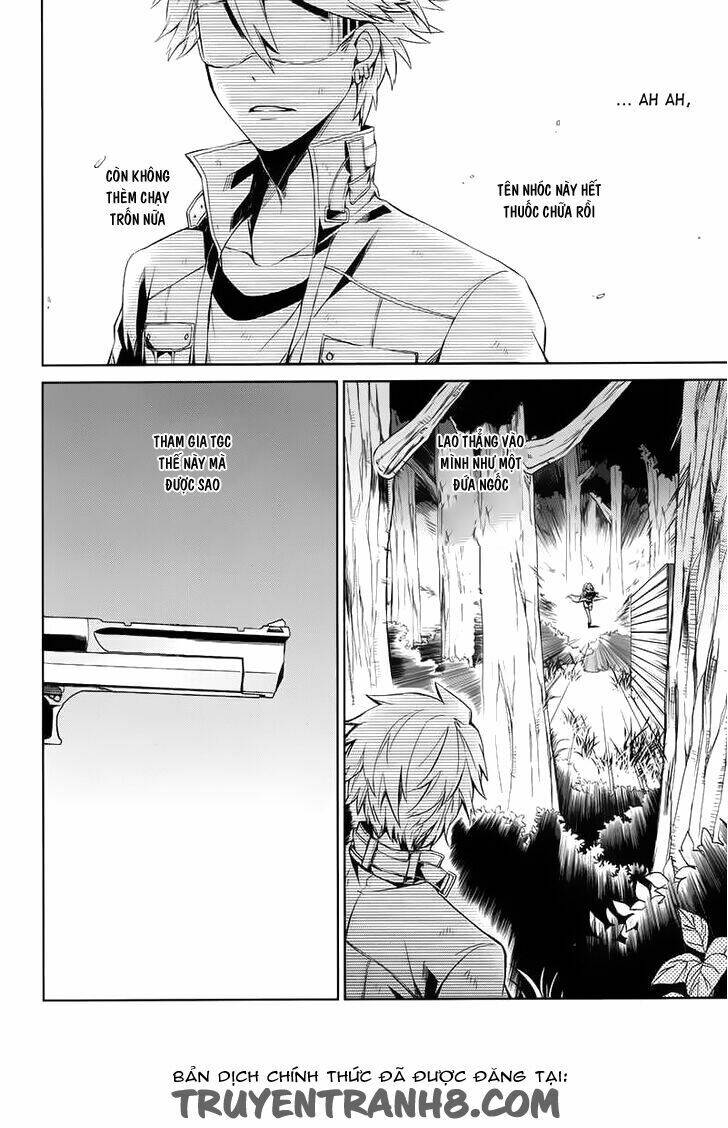 ... AH AH,
TÊN NHÓC NÀY HẾT
THUỐC CHỮA RỒI
CÒN KHÔNG
THÈM CHẠY
TRỐN NỮA
LAO THẲNG VÀO
MÌNH NHƯ MỘT
ĐỨA NGỐC
THAM GIA TGC
THẾ NÀY MÀ
ĐƯỢC SAO
BẢN DỊCH CHÍNH THỨC ĐÃ ĐƯỢC ĐĂNG TẠI:
TRUYENTRANH8.COM